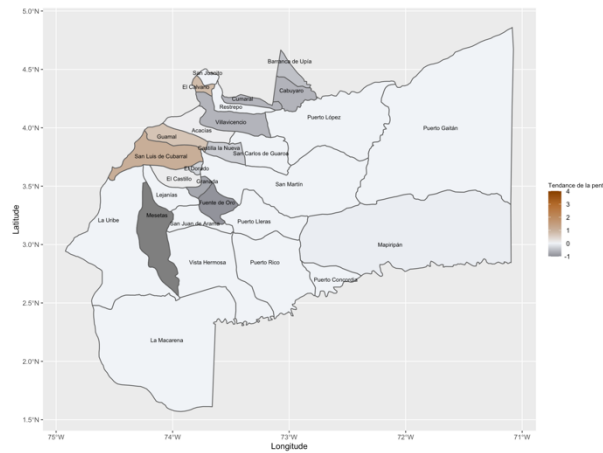 5.0°N
4.5°N
4.0°N
3.5°N
3.0°N
2.5°N
2.0°N
1.5°N
Latitude
75°W
74°W
73°W
72°W
71°W
Longitude
Barranca de Upía
San Juanito
El Calvario
Cabuyaro
Cumaral
Restrepo
Puerto López
Villavicencio
Puerto Gaitán
Acacías
Guamal
Castilla la Nueva
San Carlos de Guaroa
San Luis de Cubarral
El Dorado
El Castillo
Granada
San Martín
Lejanías
Fuente de Oro
Mesetas
La Uribe
San Juan de Arama
Puerto Lleras
Mapiripán
Vista Hermosa
Puerto Rico
Puerto Concordia
La Macarena
Tendance de la pent
4
3
2
1
0
-1